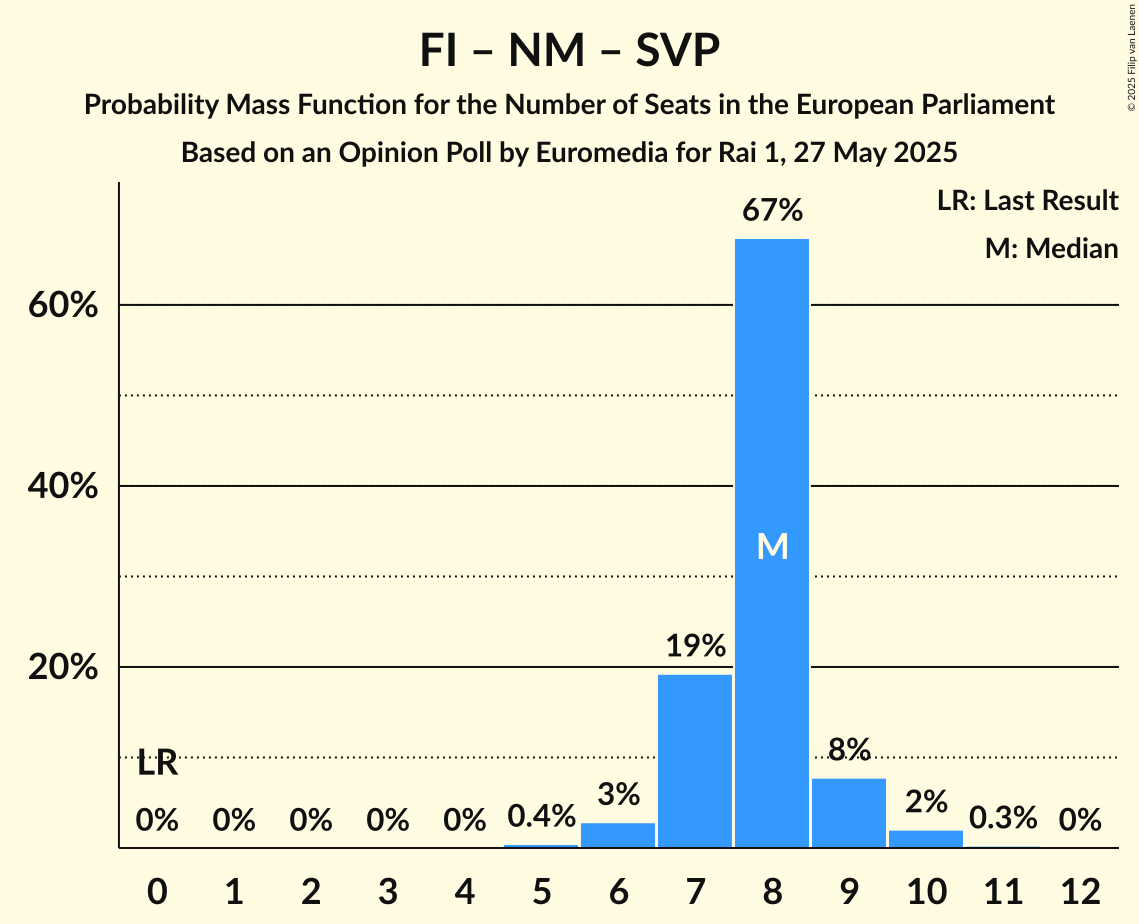 FI – NM – SVP
Probability Mass Function for the Number of Seats in the European Parliament
Based on an Opinion Poll by Euromedia for Rai 1, 27 May 2025
© 2025 Filip van Laenen
LR: Last Result
M: Median
67%
60%
40%
M
19%
20%
LR
8%
0% 0% 0% 0% 0% 0.4% 3% 2% 0.3% 0%
0 1 2 3 4 5 6 7 8 9 10 11 12